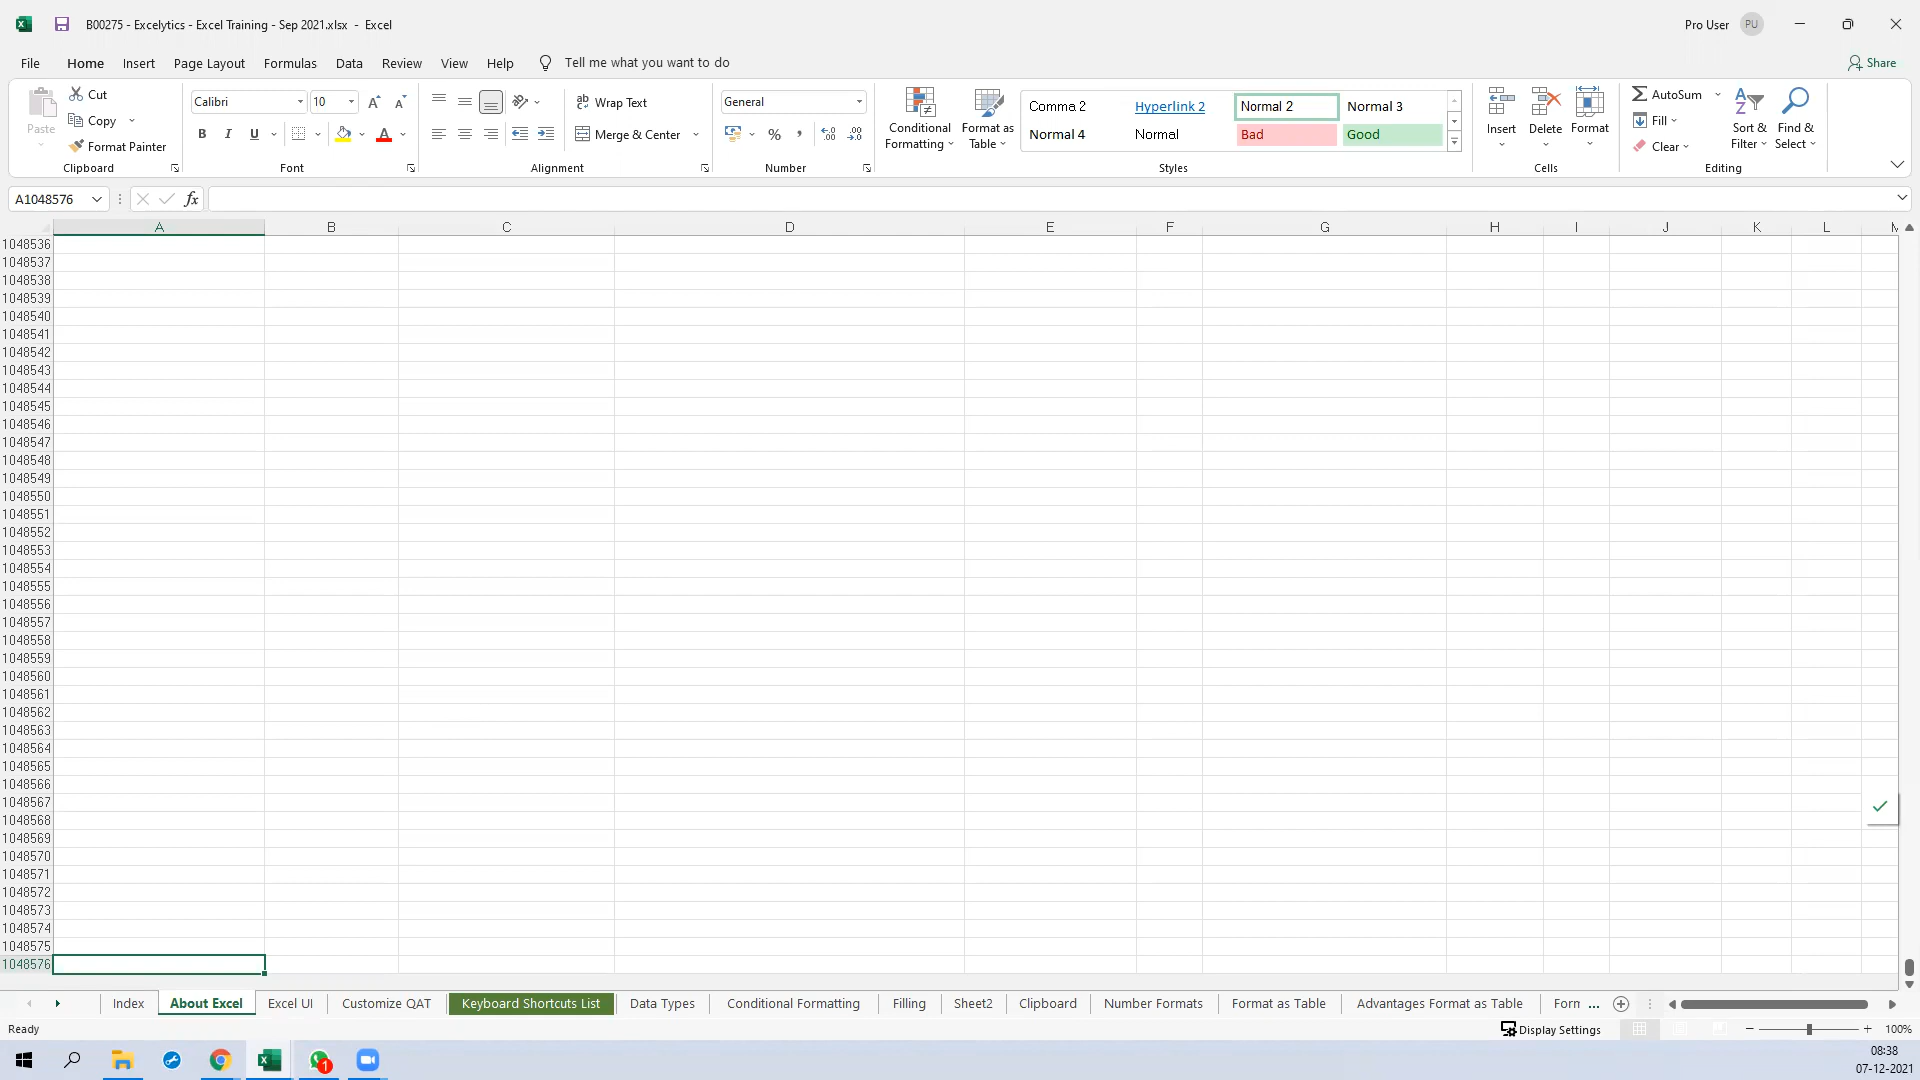 B00275 - Excelytics - Excel Training - Sep 2021.xlsx - Excel
Pro User PU
File Home Insert Draw Page Layout Formulas Data Review View Help Tell me what you want to do Share
Paste
Cut
Copy
Format Painter
Clipboard
Calibri 10
B I U
Font
Wrap Text
Merge & Center
Alignment
General
Number
Conditional Formatting
Format as Table
Comma 2 Hyperlink 2 Normal 2 Normal 3
Normal 4 Normal Bad Good
Styles
Insert Delete Format
Cells
AutoSum
Fill
Clear
Sort & Filter
Find & Select
Editing
A1048576 fx
A B C D E F G H I J K L M
1048536
1048537
1048538
1048539
1048540
1048541
1048542
1048543
1048544
1048545
1048546
1048547
1048548
1048549
1048550
1048551
1048552
1048553
1048554
1048555
1048556
1048557
1048558
1048559
1048560
1048561
1048562
1048563
1048564
1048565
1048566
1048567
1048568
1048569
1048570
1048571
1048572
1048573
1048574
1048575
1048576
Index About Excel Excel UI Customize QAT Keyboard Shortcuts List Data Types Conditional Formatting Filling Sheet2 Clipboard Number Formats Format as Table Advantages Format as Table Form ...
Ready Display Settings 100%
1
08:38
07-12-2021